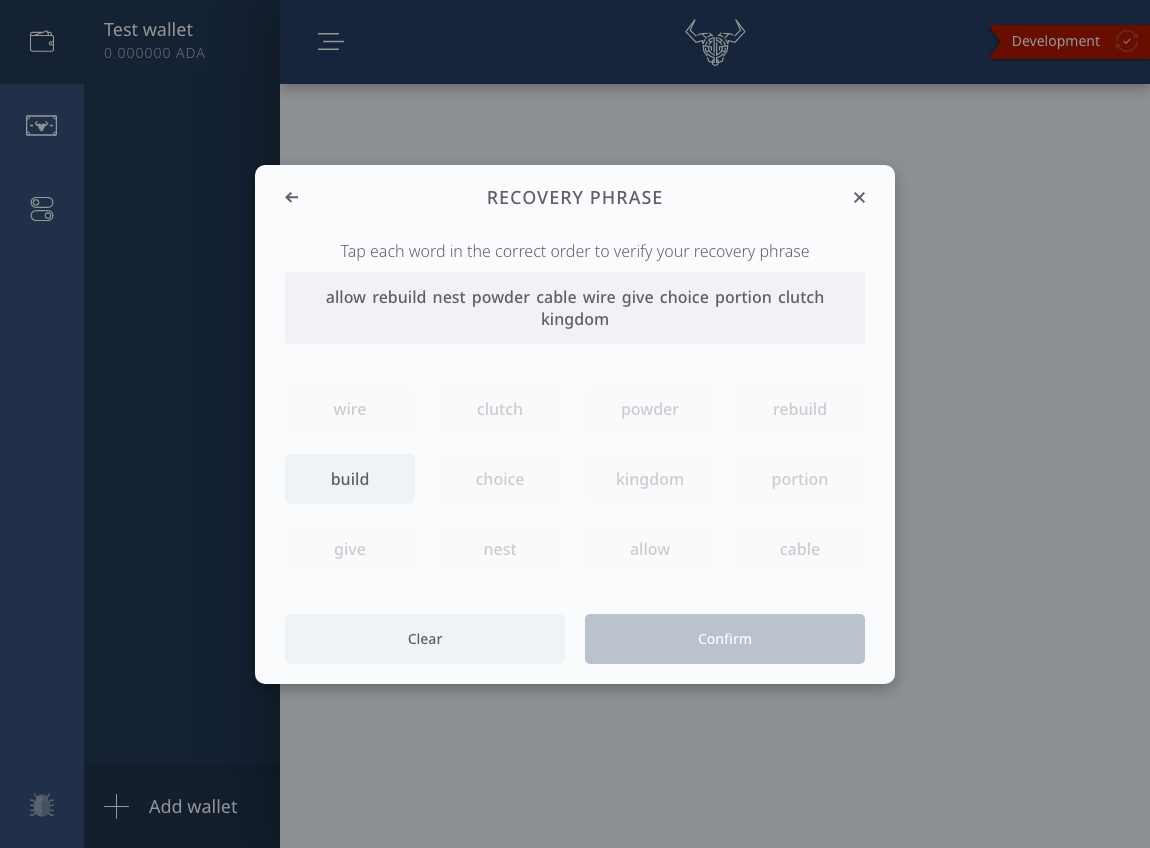 Test wallet
0.000000 ADA
Development
RECOVERY PHRASE
Tap each word in the correct order to verify your recovery phrase
allow rebuild nest powder cable wire give choice portion clutch
kingdom
wire clutch powder rebuild
build choice kingdom portion
give nest allow cable
Clear Confirm
Add wallet